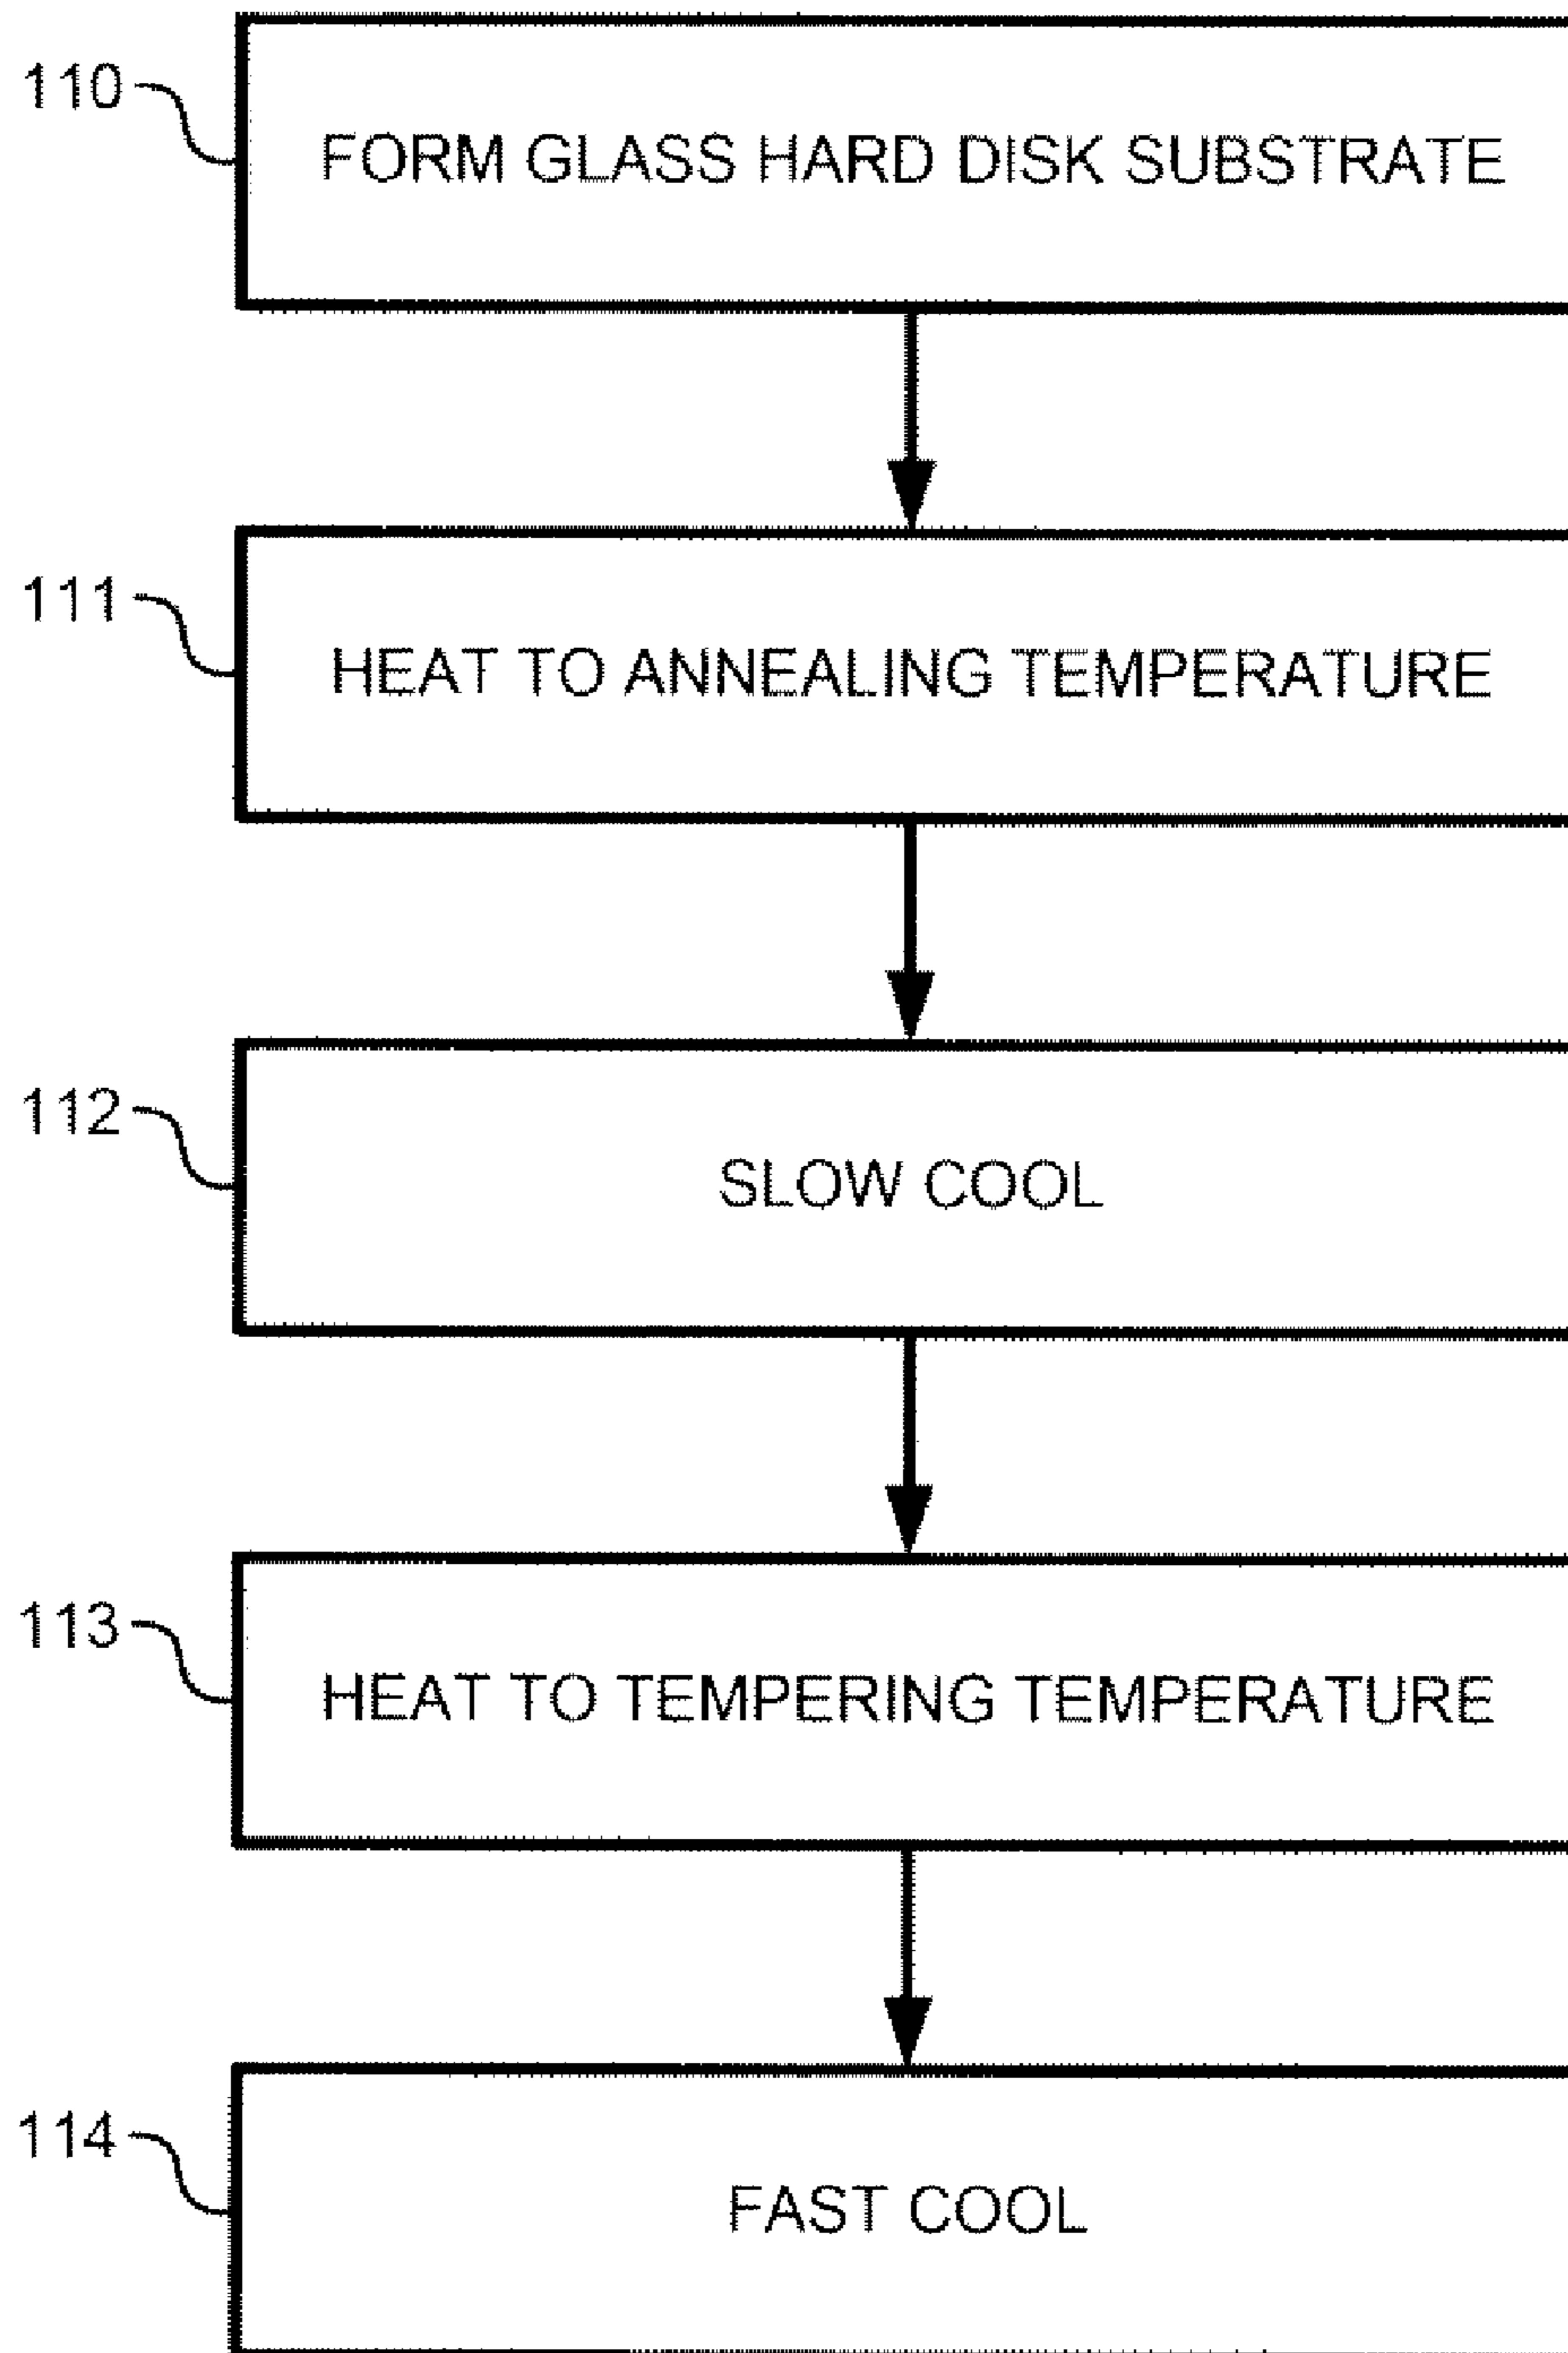 110
FORM GLASS HARD DISK SUBSTRATE
111
HEAT TO ANNEALING TEMPERATURE
112
SLOW COOL
113
HEAT TO TEMPERING TEMPERATURE
114
FAST COOL